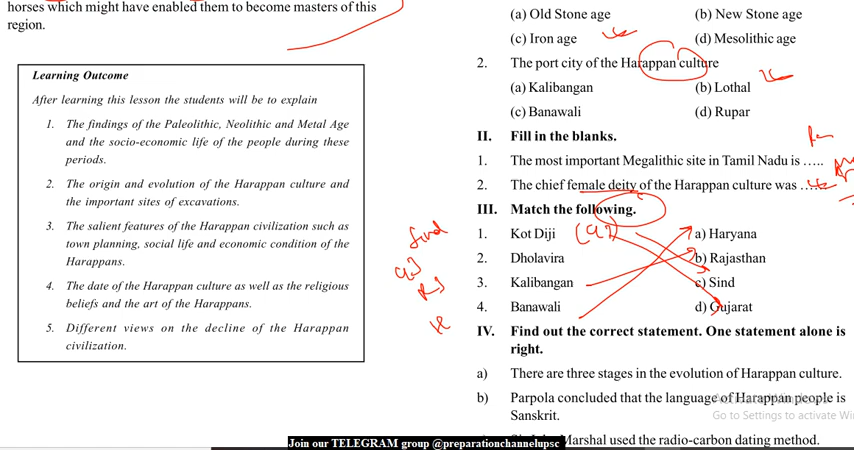 horses which might have enabled them to become masters of this
region.
Learning Outcome
After learning this lesson the students will be to explain
1. The findings of the Paleolithic, Neolithic and Metal Age
and the socio-economic life of the people during these
periods.
2. The origin and evolution of the Harappan culture and
the important sites of excavations.
3. The salient features of the Harappan civilization such as
town planning, social life and economic condition of the
Harappans.
4. The date of the Harappan culture as well as the religious
beliefs and the art of the Harappans.
5. Different views on the decline of the Harappan
civilization.
(a) Old Stone age (b) New Stone age
(c) Iron age (d) Mesolithic age
2. The port city of the Harappan culture
(a) Kalibangan (b) Lothal
(c) Banawali (d) Rupar
II. Fill in the blanks.
1. The most important Megalithic site in Tamil Nadu is .....
2. The chief female deity of the Harappan culture was ......
III. Match the following.
1. Kot Diji a) Haryana
2. Dholavira b) Rajasthan
3. Kalibangan c) Sind
4. Banawali d) Gujarat
IV. Find out the correct statement. One statement alone is
right.
a) There are three stages in the evolution of Harappan culture.
b) Parpola concluded that the language of Harappan people is
Sanskrit.
Marshal used the radio-carbon dating method.
Go to Settings to activate Wi
Join our TELEGRAM group @preparationchannelupsc